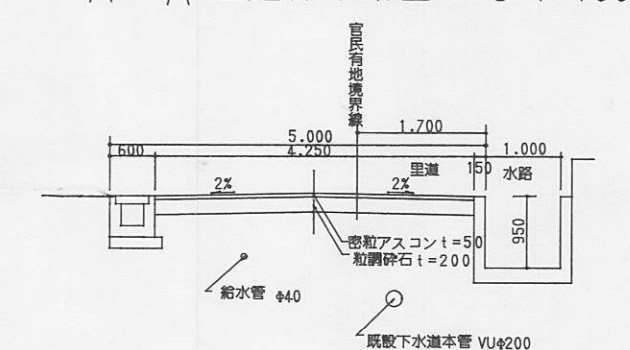 官民有地境界線
1.700
5.000
600
4.250
1.000
里道
150
水路
2%
2%
950
密粒アスコン t=50
粒調砕石 t=200
給水管 φ40
既設下水道本管 VUφ200